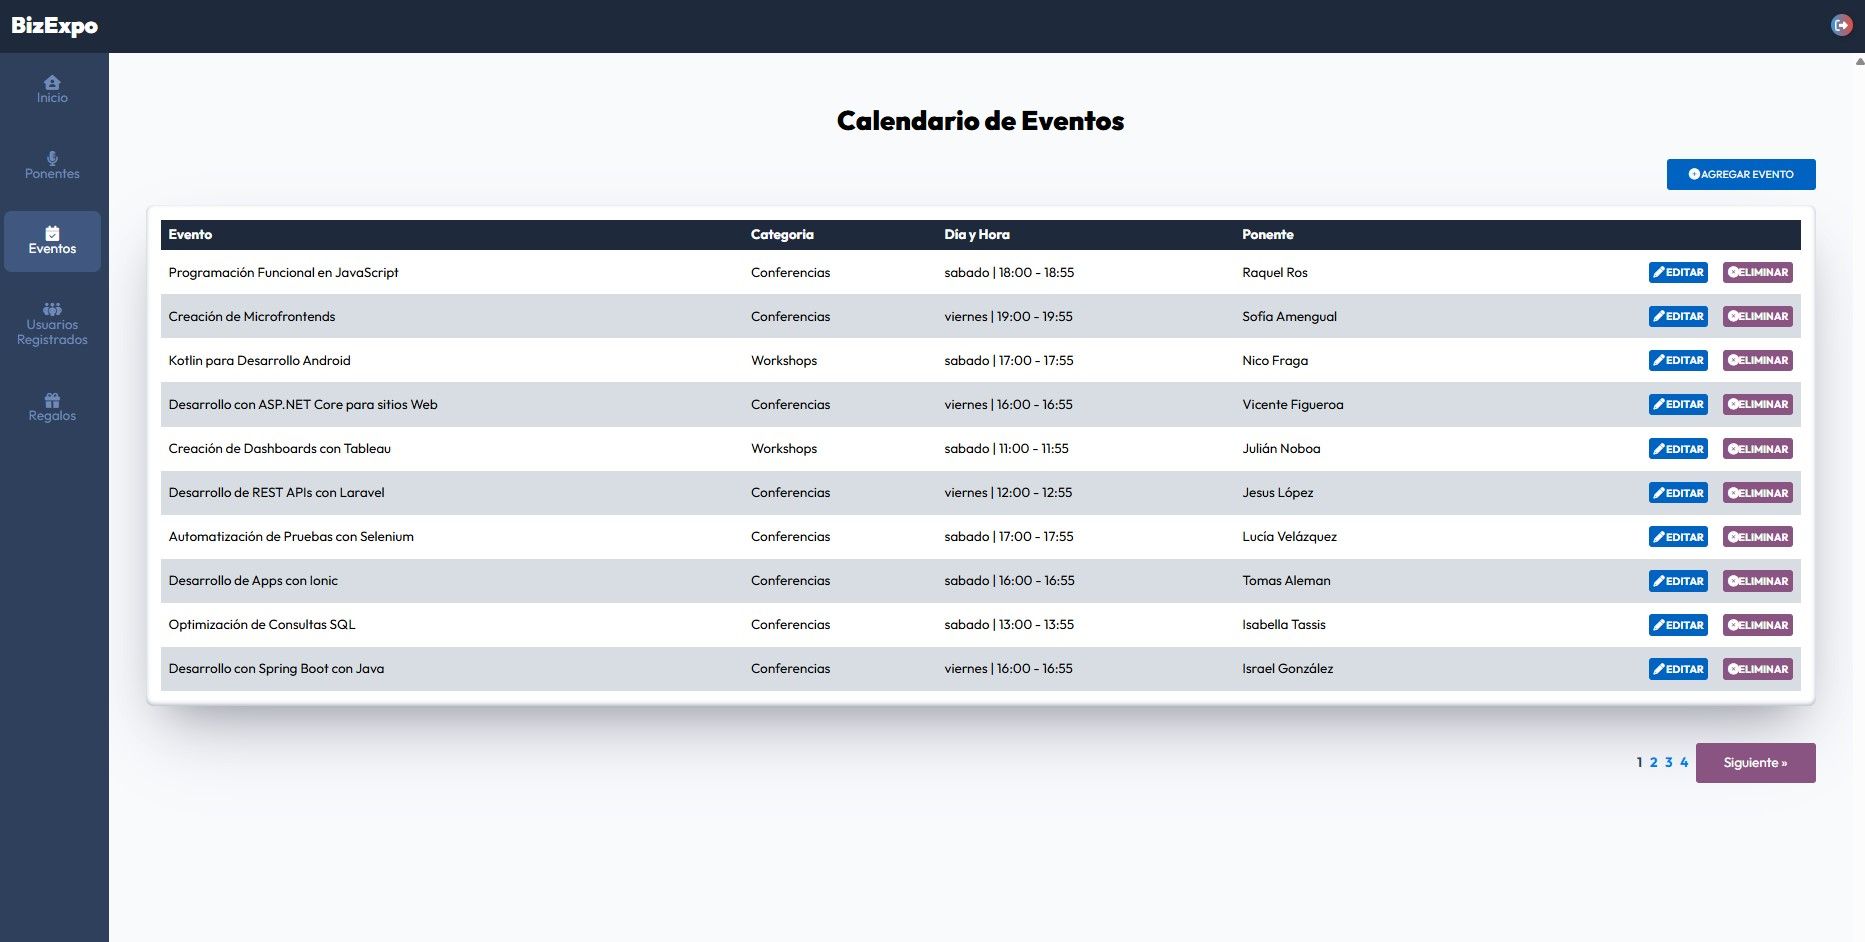 BizExpo
Inicio
Ponentes
Eventos
Usuarios
Registrados
Regalos
Calendario de Eventos
AGREGAR EVENTO
Evento Categoria Dia y Hora Ponente
Programación Funcional en JavaScript Conferencias sabado | 18:00 - 18:55 Raquel Ros EDITAR ELIMINAR
Creación de Microfrontends Conferencias viernes | 19:00 - 19:55 Sofía Amengual EDITAR ELIMINAR
Kotlin para Desarrollo Android Workshops sabado | 17:00 - 17:55 Nico Fraga EDITAR ELIMINAR
Desarrollo con ASP.NET Core para sitios Web Conferencias viernes | 16:00 - 16:55 Vicente Figueroa EDITAR ELIMINAR
Creación de Dashboards con Tableau Workshops sabado | 11:00 - 11:55 Julián Noboa EDITAR ELIMINAR
Desarrollo de REST APIs con Laravel Conferencias viernes | 12:00 - 12:55 Jesus López EDITAR ELIMINAR
Automatización de Pruebas con Selenium Conferencias sabado | 17:00 - 17:55 Lucía Velázquez EDITAR ELIMINAR
Desarrollo de Apps con Ionic Conferencias sabado | 16:00 - 16:55 Tomas Aleman EDITAR ELIMINAR
Optimización de Consultas SQL Conferencias sabado | 13:00 - 13:55 Isabella Tassis EDITAR ELIMINAR
Desarrollo con Spring Boot con Java Conferencias viernes | 16:00 - 16:55 Israel González EDITAR ELIMINAR
1 2 3 4 Siguiente »